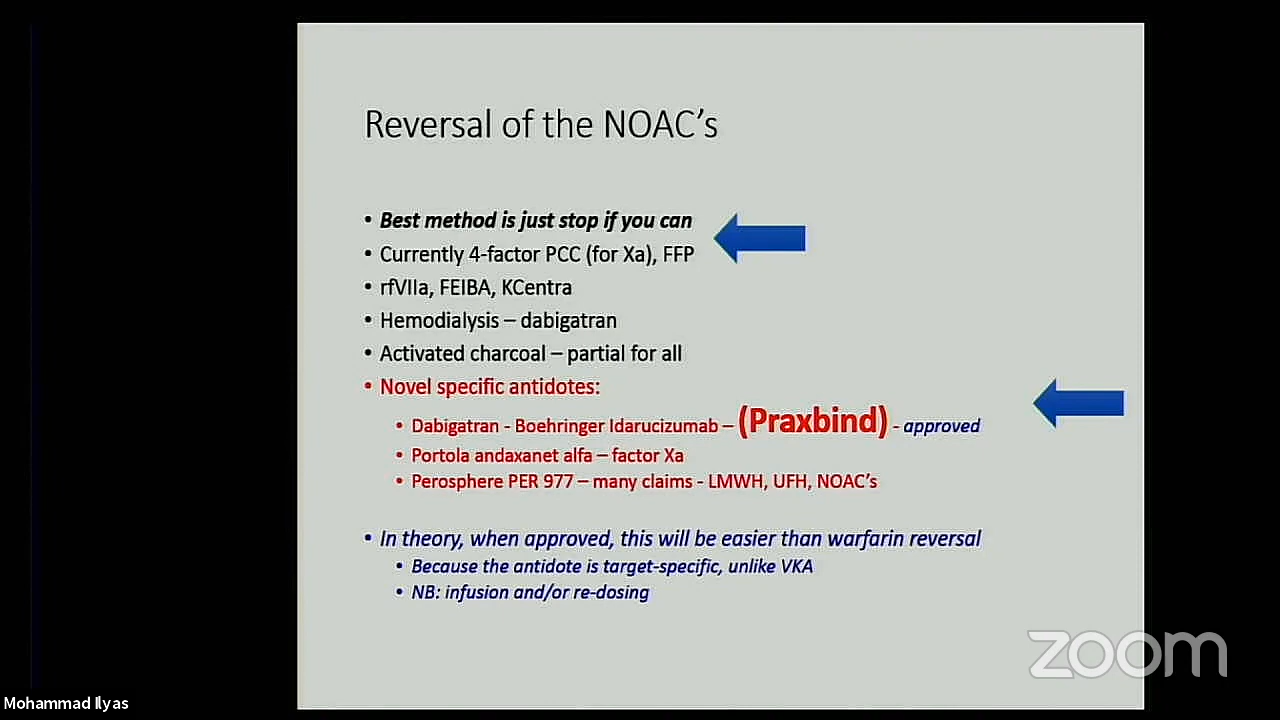 Reversal of the NOAC's
• Best method is just stop if you can
• Currently 4-factor PCC (for Xa), FFP
• rfVIIa, FEIBA, KCentra
• Hemodialysis – dabigatran
• Activated charcoal – partial for all
• Novel specific antidotes:
• Dabigatran - Boehringer Idarucizumab – (Praxbind) - approved
• Portola andaxanet alfa – factor Xa
• Perosphere PER 977 – many claims - LMWH, UFH, NOAC's
• In theory, when approved, this will be easier than warfarin reversal
• Because the antidote is target-specific, unlike VKA
• NB: infusion and/or re-dosing
zoom
Mohammad Ilyas